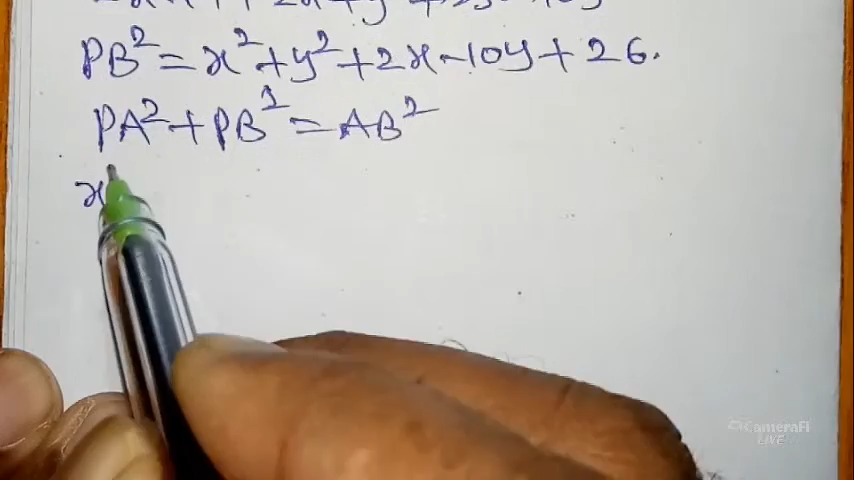 PB² = x² + y² + 2x - 10y + 26.
PA² + PB² = AB²
x
CameraFi
LIVE